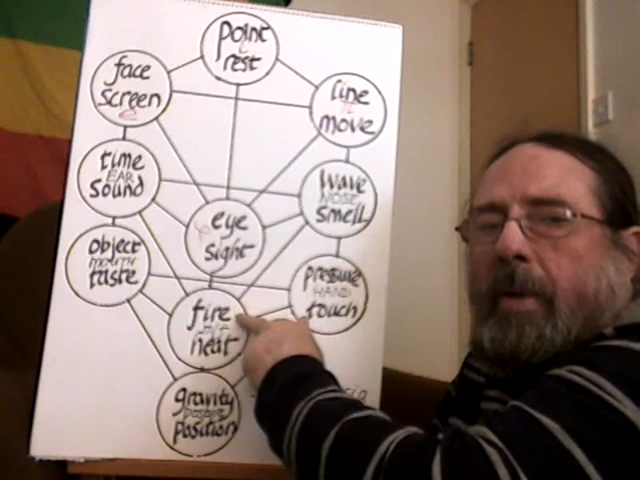 point
c
rest
face
screen
e
line
π
move
time
EAR
sound
wave
NOSE
smell
eye
φ
sight
object
MOUTH
taste
pressure
HAND
touch
fire
heat
gravity
position